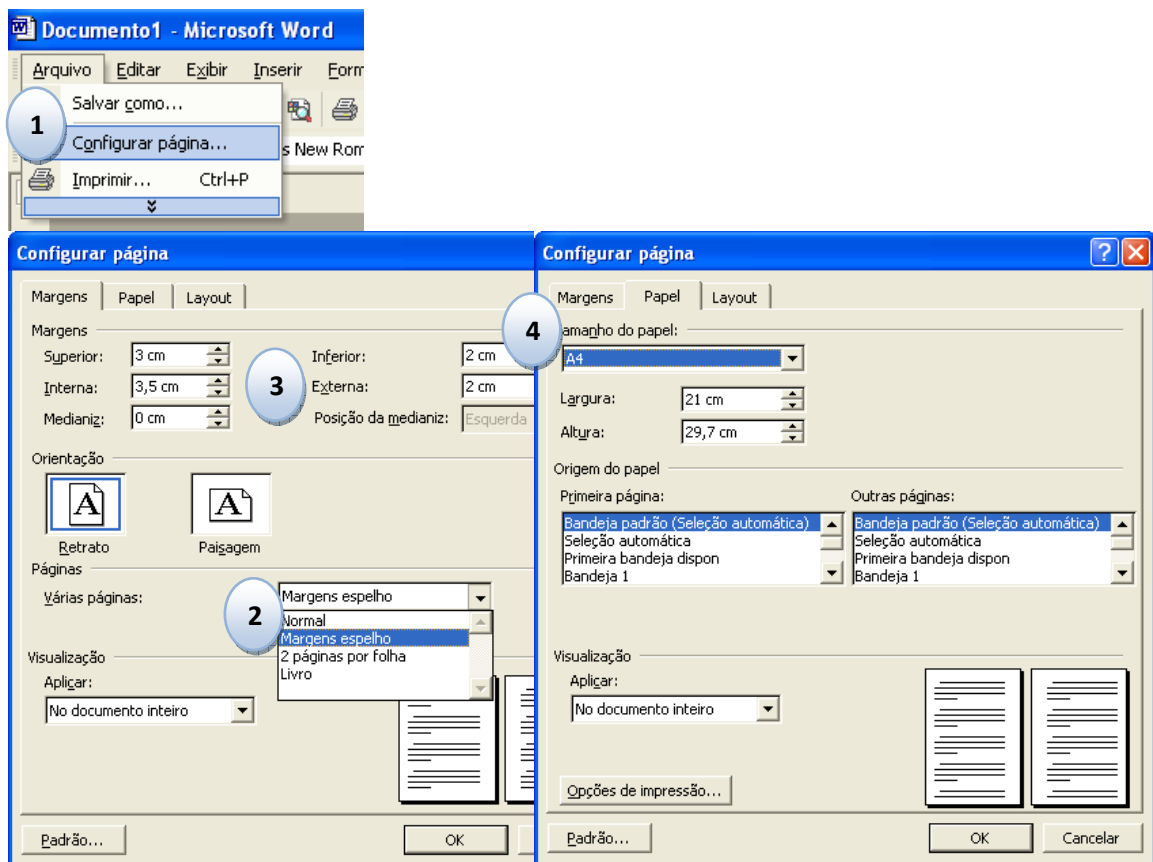 Documento1 - Microsoft Word
Arquivo Editar Exibir Inserir Form
Salvar como...
1
Configurar página...
s New Rom
Imprimir... Ctrl+P
Configurar página
Margens Papel Layout
Margens
Superior: 3 cm Inferior: 2 cm
Interna: 3,5 cm 3 Externa: 2 cm
Medianiz: 0 cm Posição da medianiz: Esquerda
Orientação
A A
Retrato Paisagem
Páginas
Várias páginas: Margens espelho
2
Normal
Margens espelho
2 páginas por folha
Livro
Visualização
Aplicar:
No documento inteiro
Padrão... OK
Configurar página
Margens Papel Layout
4
amanho do papel:
A4
Largura: 21 cm
Altura: 29,7 cm
Origem do papel
Primeira página: Outras páginas:
Bandeja padrão (Seleção automática) Bandeja padrão (Seleção automática)
Seleção automática Seleção automática
Primeira bandeja dispon Primeira bandeja dispon
Bandeja 1 Bandeja 1
Visualização
Aplicar:
No documento inteiro
Opções de impressão...
Padrão... OK Cancelar